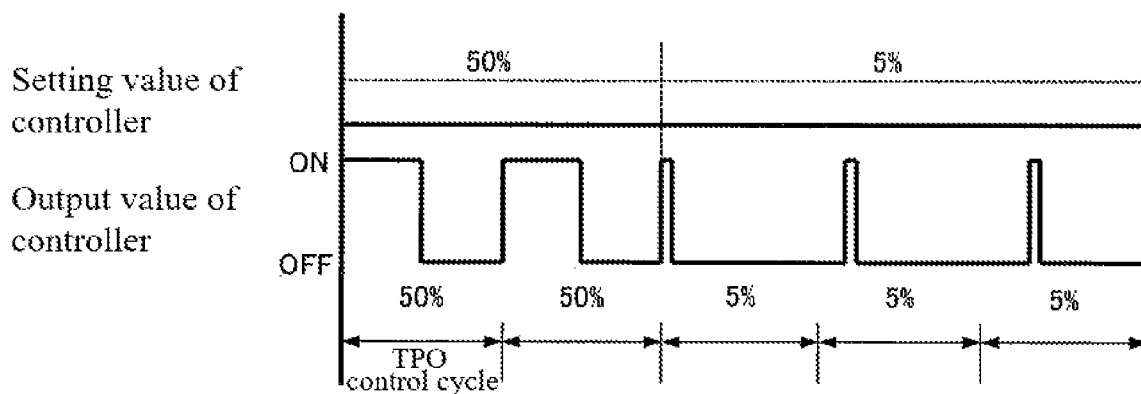 50%
5%
Setting value of
controller
ON
Output value of
controller
OFF
50%
50%
5%
5%
5%
TPO
control cycle